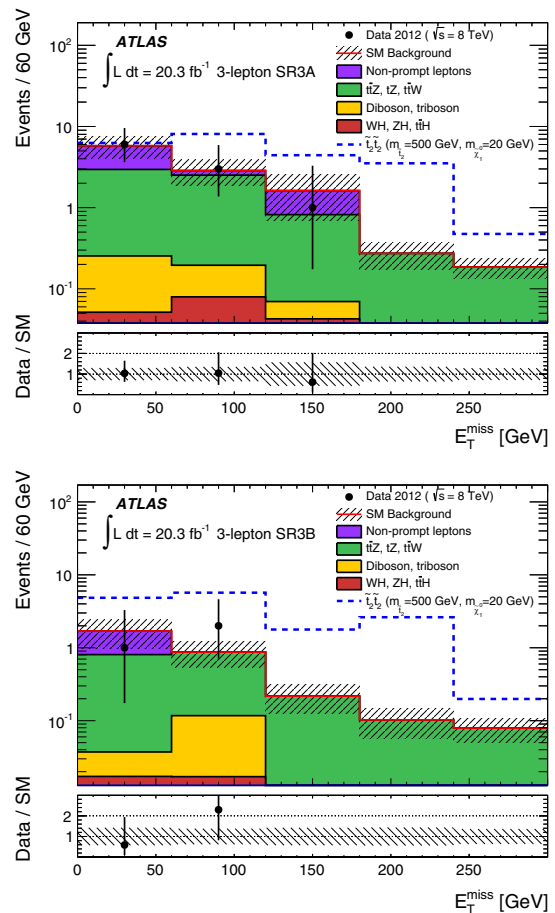 ATLAS
∫ L dt = 20.3 fb⁻¹ 3-lepton SR3A
Data 2012 ( √s = 8 TeV)
SM Background
Non-prompt leptons
tt̄Z, tZ, tt̄W
Diboson, triboson
WH, ZH, tt̄H
t̃₂t̃₂ (m_t̃₂=500 GeV, m_χ̃₁⁰=20 GeV)
Events / 60 GeV
10²
10
1
10⁻¹
Data / SM
2
1
0 50 100 150 200 250
E_T^miss [GeV]
ATLAS
∫ L dt = 20.3 fb⁻¹ 3-lepton SR3B
Data 2012 ( √s = 8 TeV)
SM Background
Non-prompt leptons
tt̄Z, tZ, tt̄W
Diboson, triboson
WH, ZH, tt̄H
t̃₂t̃₂ (m_t̃₂=500 GeV, m_χ̃₁⁰=20 GeV)
Events / 60 GeV
10²
10
1
10⁻¹
Data / SM
2
1
0 50 100 150 200 250
E_T^miss [GeV]